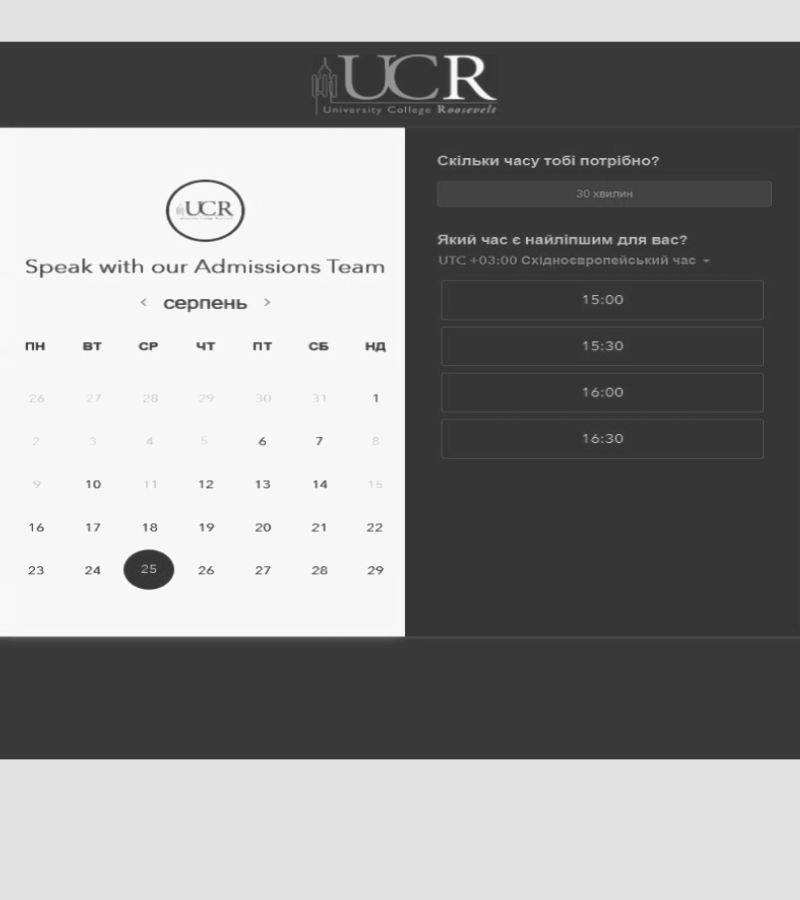 UCR
University College Roosevelt
UCR
Speak with our Admissions Team
< серпень >
ПН ВТ СР ЧТ ПТ СБ НД
26 27 28 29 30 31 1
2 3 4 5 6 7 8
9 10 11 12 13 14 15
16 17 18 19 20 21 22
23 24 25 26 27 28 29
Скільки часу тобі потрібно?
30 хвилин
Який час є найліпшим для вас?
UTC +03:00 Східноєвропейський час
15:00
15:30
16:00
16:30